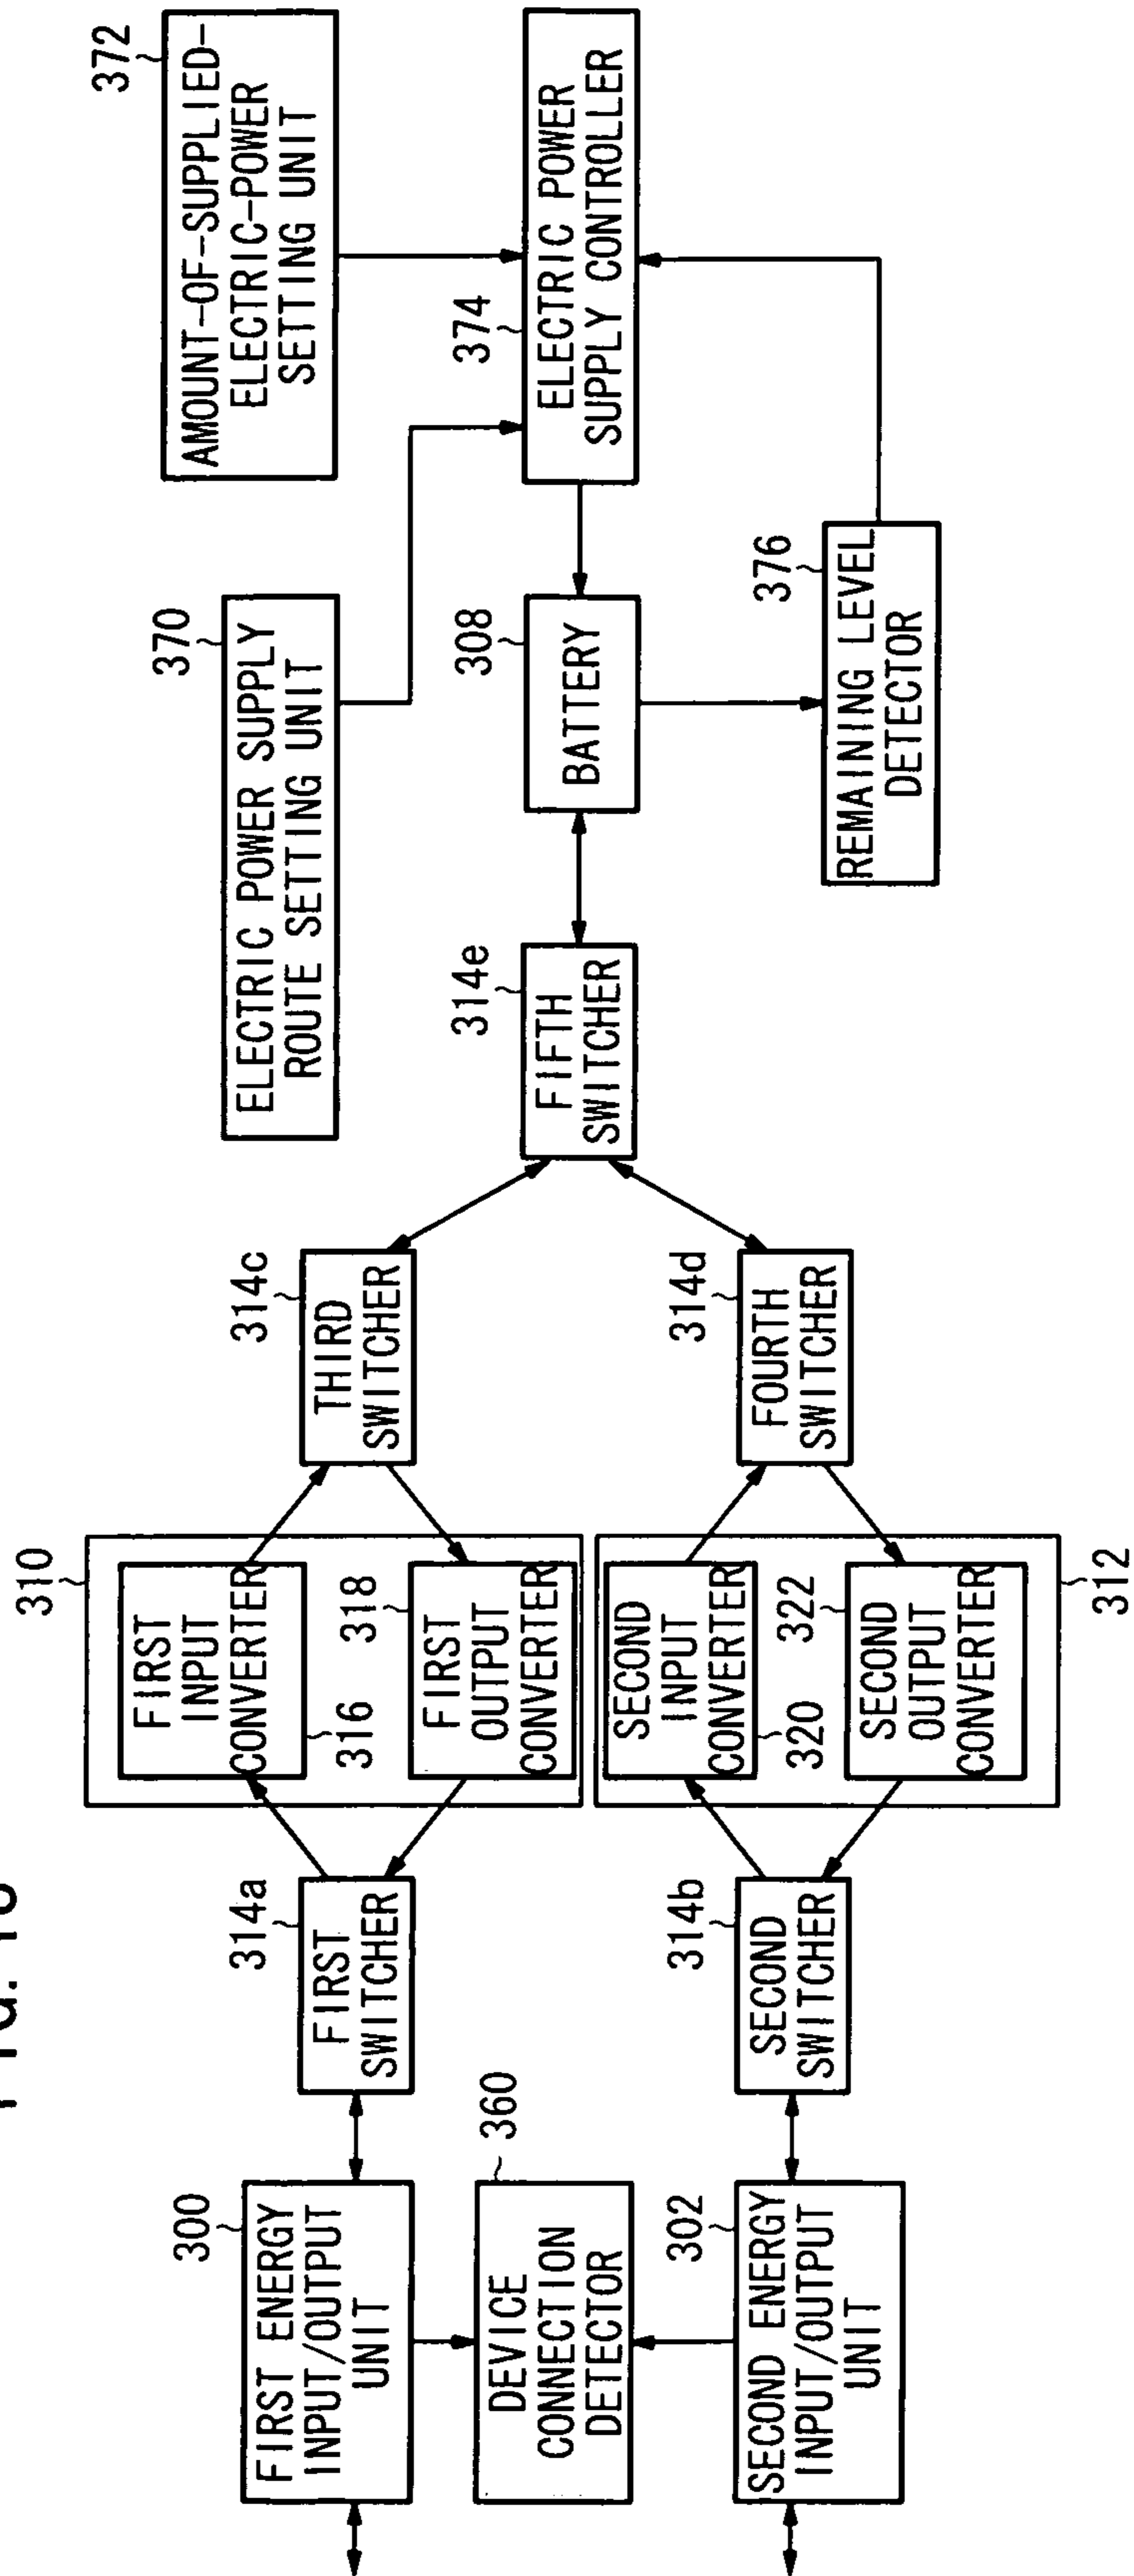 FIG.
310
372
AMOUNT-OF-SUPPLIED-
ELECTRIC-POWER
SETTING UNIT
370
ELECTRIC POWER SUPPLY
ROUTE SETTING UNIT
300
FIRST ENERGY
INPUT/OUTPUT
UNIT
314a
FIRST
SWITCHER
FIRST
INPUT
CONVERTER
316
318
FIRST
OUTPUT
CONVERTER
314c
THIRD
SWITCHER
360
DEVICE
CONNECTION
DETECTOR
314e
FIFTH
SWITCHER
308
BATTERY
374
ELECTRIC POWER
SUPPLY CONTROLLER
302
SECOND ENERGY
INPUT/OUTPUT
UNIT
314b
SECOND
SWITCHER
SECOND
INPUT
CONVERTER
320
322
SECOND
OUTPUT
CONVERTER
312
314d
FOURTH
SWITCHER
376
REMAINING LEVEL
DETECTOR